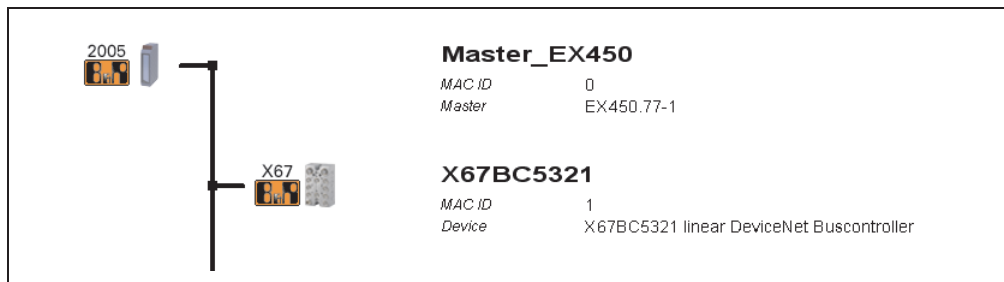 2005
B&R
Master_EX450
MAC ID 0
Master EX450.77-1
X67
B&R
X67BC5321
MAC ID 1
Device X67BC5321 linear DeviceNet Buscontroller